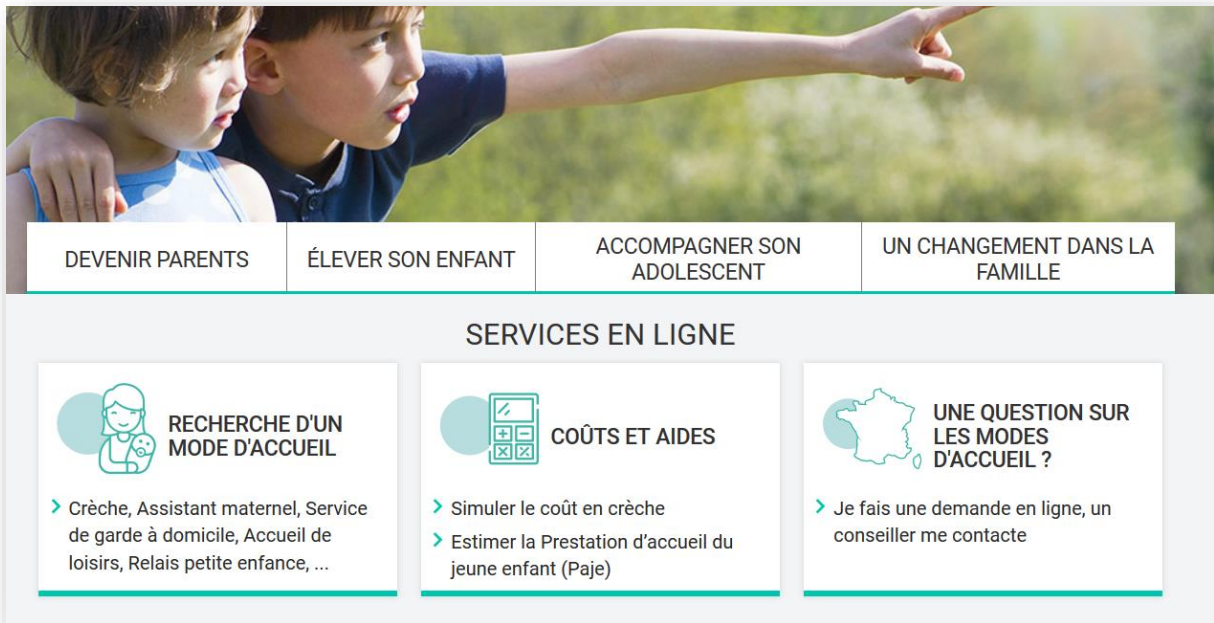 DEVENIR PARENTS
ÉLEVER SON ENFANT
ACCOMPAGNER SON
ADOLESCENT
UN CHANGEMENT DANS LA
FAMILLE
SERVICES EN LIGNE
RECHERCHE D'UN
MODE D'ACCUEIL
Crèche, Assistant maternel, Service
de garde à domicile, Accueil de
loisirs, Relais petite enfance, ...
COÛTS ET AIDES
Simuler le coût en crèche
Estimer la Prestation d’accueil du
jeune enfant (Paje)
UNE QUESTION SUR
LES MODES
D'ACCUEIL ?
Je fais une demande en ligne, un
conseiller me contacte